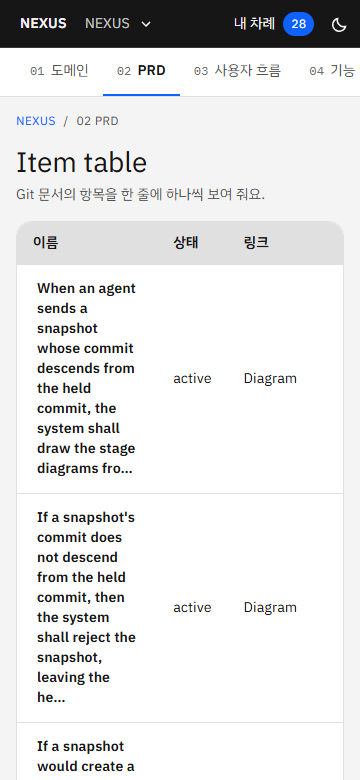 NEXUS NEXUS 내 차례 28
01 도메인 02 PRD 03 사용자 흐름 04 기능
NEXUS / 02 PRD
Item table
Git 문서의 항목을 한 줄에 하나씩 보여 줘요.
이름 상태 링크
When an agent
sends a
snapshot
whose commit
descends from
the held
commit, the
system shall
draw the stage
diagrams fro...
active Diagram
If a snapshot's
commit does
not descend
from the held
commit, then
the system
shall reject the
snapshot,
leaving the
he...
active Diagram
If a snapshot
would create a